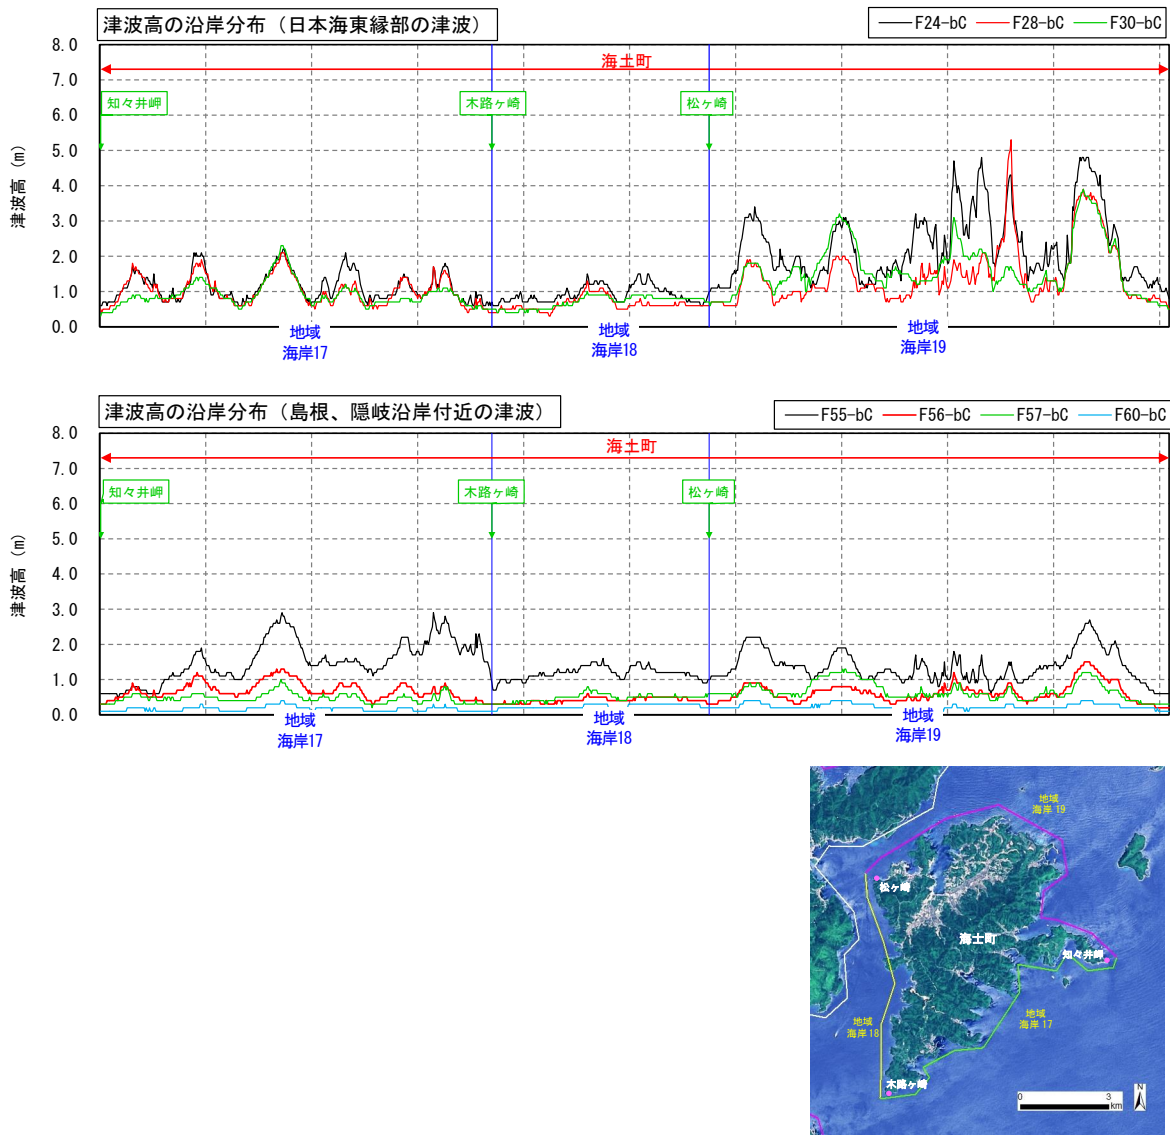 津波高の沿岸分布（日本海東縁部の津波）
F24-bC F28-bC F30-bC
津波高 (m)
8.0
7.0
6.0
5.0
4.0
3.0
2.0
1.0
0.0
海士町
知々井岬
木路ヶ崎
松ヶ崎
地域
海岸17
地域
海岸18
地域
海岸19
津波高の沿岸分布（島根、隠岐沿岸付近の津波）
F55-bC F56-bC F57-bC F60-bC
津波高 (m)
8.0
7.0
6.0
5.0
4.0
3.0
2.0
1.0
0.0
海士町
知々井岬
木路ヶ崎
松ヶ崎
地域
海岸17
地域
海岸18
地域
海岸19
地域
海岸 19
松ヶ崎
海士町
知々井岬
地域
海岸 18
地域
海岸 17
木路ヶ崎
0 3
km
N